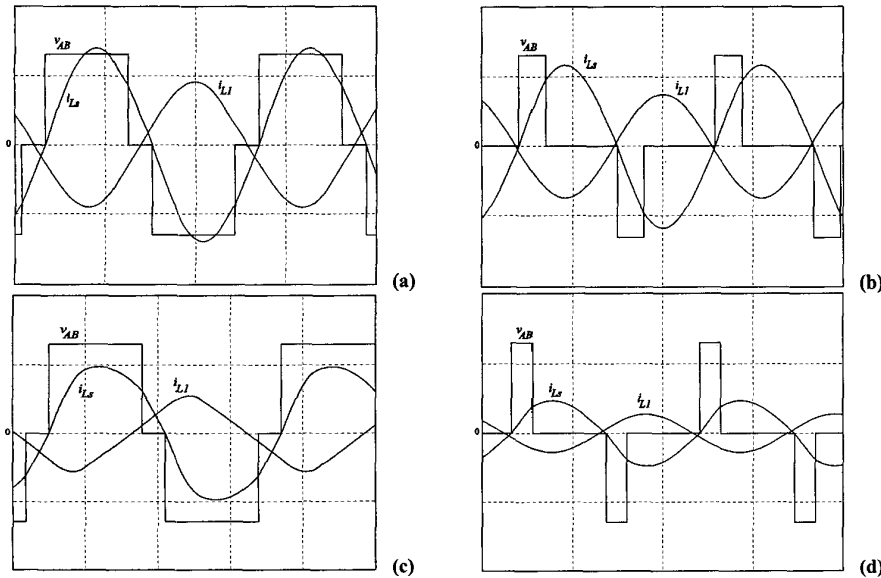 v_AB
i_Ls
i_L1
0
(a)
v_AB
i_Ls
i_L1
0
(b)
v_AB
i_Ls
i_L1
0
(c)
v_AB
i_Ls
i_L1
0
(d)